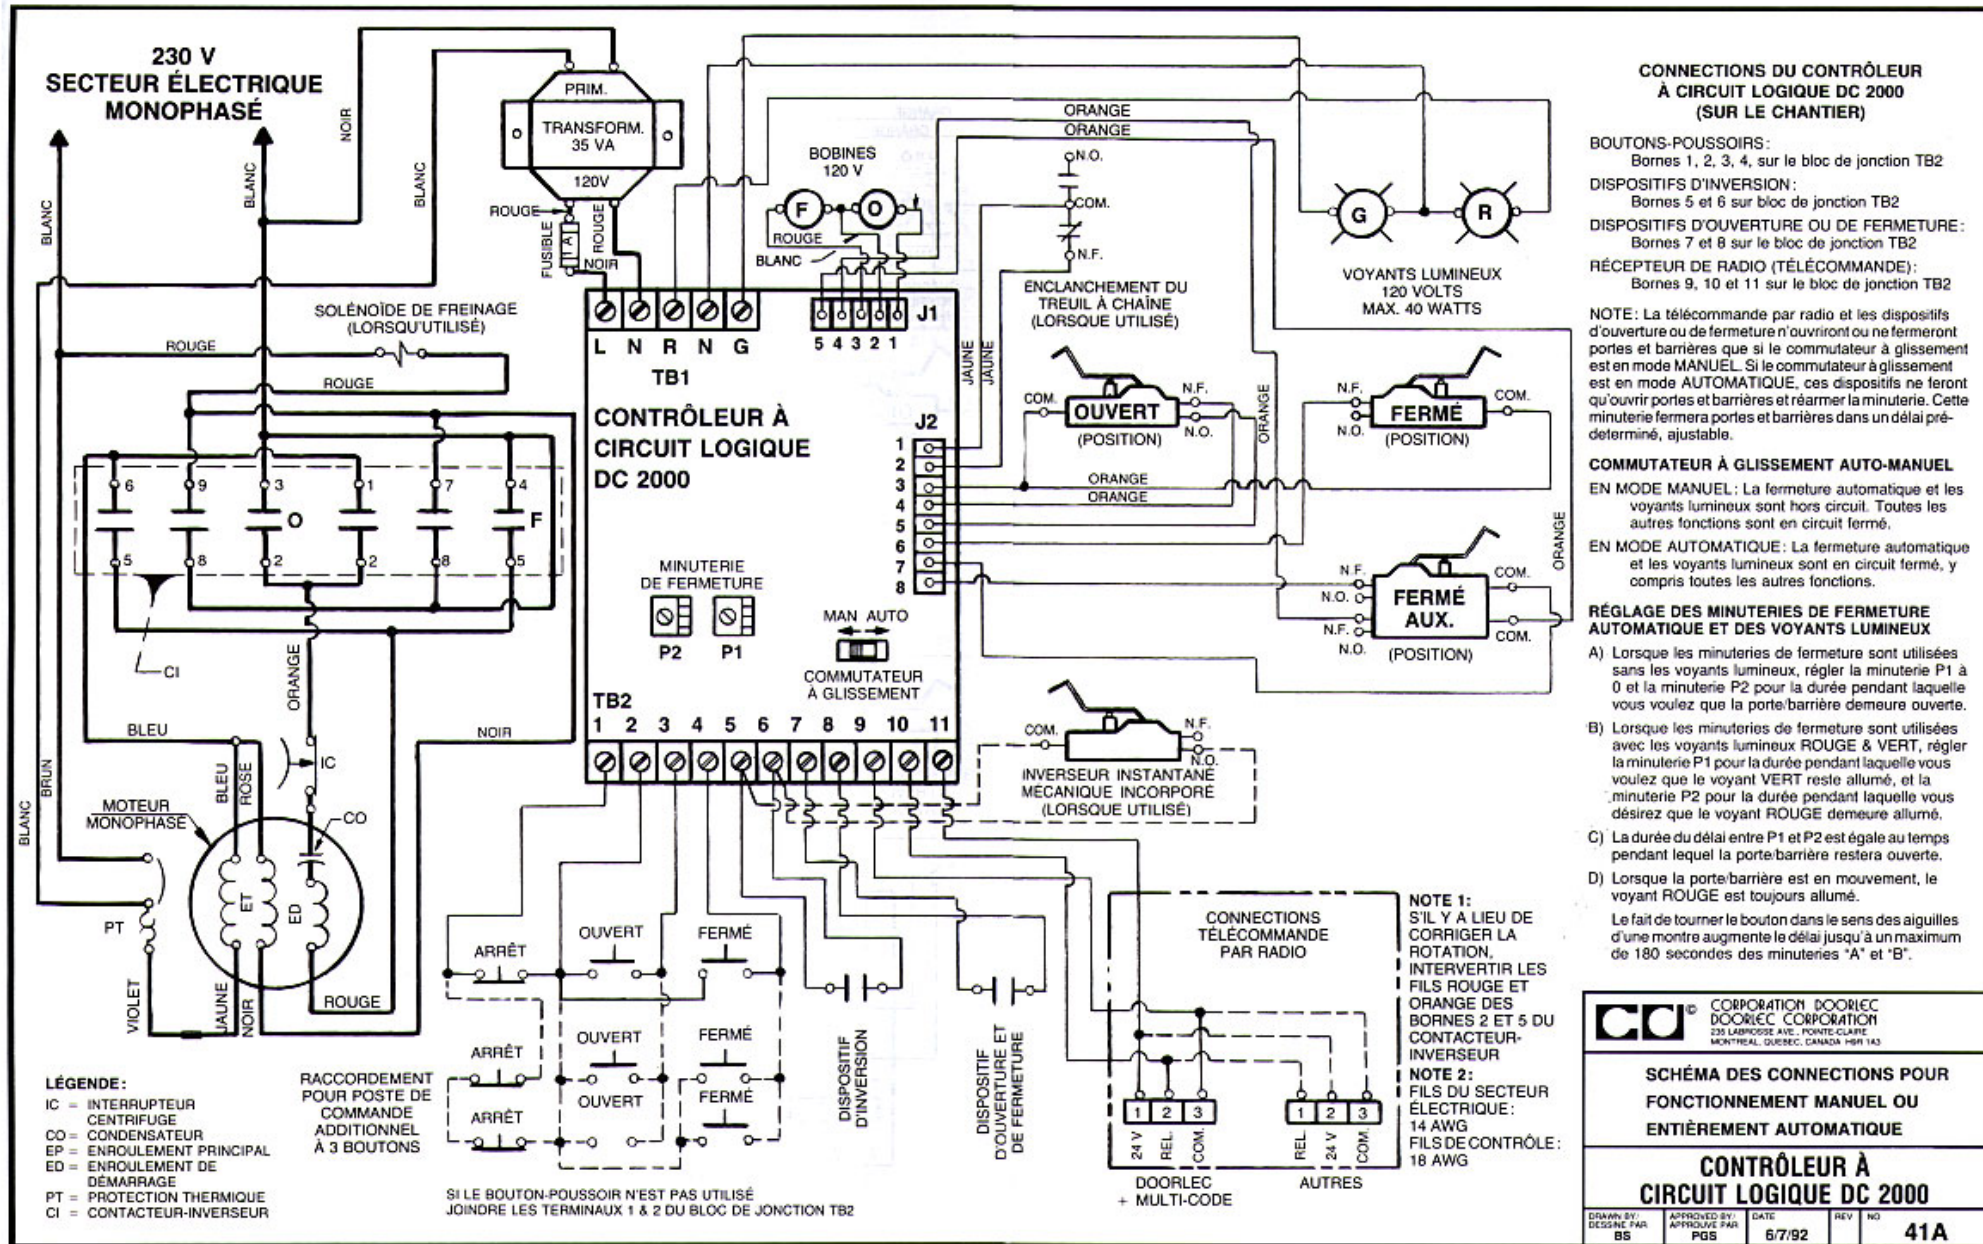 230 V
SECTEUR ÉLECTRIQUE
MONOPHASÉ
BLANC
BLANC
NOIR
BLANC
PRIM.
TRANSFORM.
35 VA
120V
ROUGE
FUSIBLE
1A
ROUGE
NOIR
BOBINES
120 V
F
O
ROUGE
BLANC
ORANGE
ORANGE
N.O.
COM.
N.F.
ENCLANCHEMENT DU
TREUIL À CHAÎNE
(LORSQUE UTILISÉ)
JAUNE
JAUNE
G
R
VOYANTS LUMINEUX
120 VOLTS
MAX. 40 WATTS
SOLÉNOÏDE DE FREINAGE
(LORSQU'UTILISÉ)
ROUGE
ROUGE
L N R N G
TB1
J1
5 4 3 2 1
CONTRÔLEUR À
CIRCUIT LOGIQUE
DC 2000
J2
1
2
3
4
5
6
7
8
MINUTERIE
DE FERMETURE
P2 P1
MAN AUTO
COMMUTATEUR
À GLISSEMENT
TB2
1 2 3 4 5 6 7 8 9 10 11
COM.
OUVERT
(POSITION)
N.F.
N.O.
ORANGE
N.F.
N.O.
FERMÉ
(POSITION)
COM.
ORANGE
ORANGE
ORANGE
N.F.
N.O.
N.F.
N.O.
FERMÉ
AUX.
(POSITION)
COM.
COM.
COM.
N.F.
N.O.
INVERSEUR INSTANTANÉ
MÉCANIQUE INCORPORÉ
(LORSQUE UTILISÉ)
6 9 3 1 7 4
O F
5 8 2 2 8 5
CI
ORANGE
BLEU
NOIR
BLEU
ROSE
IC
CO
BLANC
BRUN
MOTEUR
MONOPHASÉ
ET
ED
PT
VIOLET
JAUNE
NOIR
ROUGE
LÉGENDE:
IC = INTERRUPTEUR
CENTRIFUGE
CO = CONDENSATEUR
EP = ENROULEMENT PRINCIPAL
ED = ENROULEMENT DE
DÉMARRAGE
PT = PROTECTION THERMIQUE
CI = CONTACTEUR-INVERSEUR
RACCORDEMENT
POUR POSTE DE
COMMANDE
ADDITIONNEL
À 3 BOUTONS
ARRÊT
OUVERT
FERMÉ
ARRÊT
OUVERT
FERMÉ
ARRÊT
OUVERT
FERMÉ
SI LE BOUTON-POUSSOIR N'EST PAS UTILISÉ
JOINDRE LES TERMINAUX 1 & 2 DU BLOC DE JONCTION TB2
DISPOSITIF
D'INVERSION
DISPOSITIF
D'OUVERTURE ET
DE FERMETURE
CONNECTIONS
TÉLÉCOMMANDE
PAR RADIO
1 2 3
24 V
REL.
COM.
DOORLEC
+ MULTI-CODE
1 2 3
REL.
24 V
COM.
AUTRES
NOTE 1:
S'IL Y A LIEU DE
CORRIGER LA
ROTATION,
INTERVERTIR LES
FILS ROUGE ET
ORANGE DES
BORNES 2 ET 5 DU
CONTACTEUR-
INVERSEUR
NOTE 2:
FILS DU SECTEUR
ÉLECTRIQUE:
14 AWG
FILS DE CONTRÔLE:
18 AWG
CONNECTIONS DU CONTRÔLEUR
À CIRCUIT LOGIQUE DC 2000
(SUR LE CHANTIER)
BOUTONS-POUSSOIRS:
Bornes 1, 2, 3, 4, sur le bloc de jonction TB2
DISPOSITIFS D'INVERSION:
Bornes 5 et 6 sur bloc de jonction TB2
DISPOSITIFS D'OUVERTURE OU DE FERMETURE:
Bornes 7 et 8 sur le bloc de jonction TB2
RÉCEPTEUR DE RADIO (TÉLÉCOMMANDE):
Bornes 9, 10 et 11 sur le bloc de jonction TB2
NOTE: La télécommande par radio et les dispositifs
d'ouverture ou de fermeture n'ouvriront ou ne fermeront
portes et barrières que si le commutateur à glissement
est en mode MANUEL. Si le commutateur à glissement
est en mode AUTOMATIQUE, ces dispositifs ne feront
qu'ouvrir portes et barrières et réarmer la minuterie. Cette
minuterie fermera portes et barrières dans un délai pré-
determiné, ajustable.
COMMUTATEUR À GLISSEMENT AUTO-MANUEL
EN MODE MANUEL: La fermeture automatique et les
voyants lumineux sont hors circuit. Toutes les
autres fonctions sont en circuit fermé.
EN MODE AUTOMATIQUE: La fermeture automatique
et les voyants lumineux sont en circuit fermé, y
compris toutes les autres fonctions.
RÉGLAGE DES MINUTERIES DE FERMETURE
AUTOMATIQUE ET DES VOYANTS LUMINEUX
A) Lorsque les minuteries de fermeture sont utilisées
sans les voyants lumineux, régler la minuterie P1 à
0 et la minuterie P2 pour la durée pendant laquelle
vous voulez que la porte/barrière demeure ouverte.
B) Lorsque les minuteries de fermeture sont utilisées
avec les voyants lumineux ROUGE & VERT, régler
la minulerie P1 pour la durée pendant laquelle vous
voulez que le voyant VERT reste allumé, et la
minuterie P2 pour la durée pendant laquelle vous
désirez que le voyant ROUGE demeure allumé.
C) La durée du délai entre P1 et P2 est égale au temps
pendant lequel la porte/barrière restera ouverte.
D) Lorsque la porte/barrière est en mouvement, le
voyant ROUGE est toujours allumé.
Le fait de tourner le bouton dans le sens des aiguilles
d'une montre augmente le délai jusqu'à un maximum
de 180 secondes des minuteries "A" et "B".
©
CORPORATION DOORLEC
DOORLEC CORPORATION
235 LABROSSE AVE., POINTE-CLAIRE
MONTREAL, QUEBEC, CANADA H9R 1A3
SCHÉMA DES CONNECTIONS POUR
FONCTIONNEMENT MANUEL OU
ENTIÈREMENT AUTOMATIQUE
CONTRÔLEUR À
CIRCUIT LOGIQUE DC 2000
DRAWN BY/
DESSINÉ PAR
BS
APPROVED BY/
APPROUVÉ PAR
PGS
DATE
6/7/92
REV
NO
41A